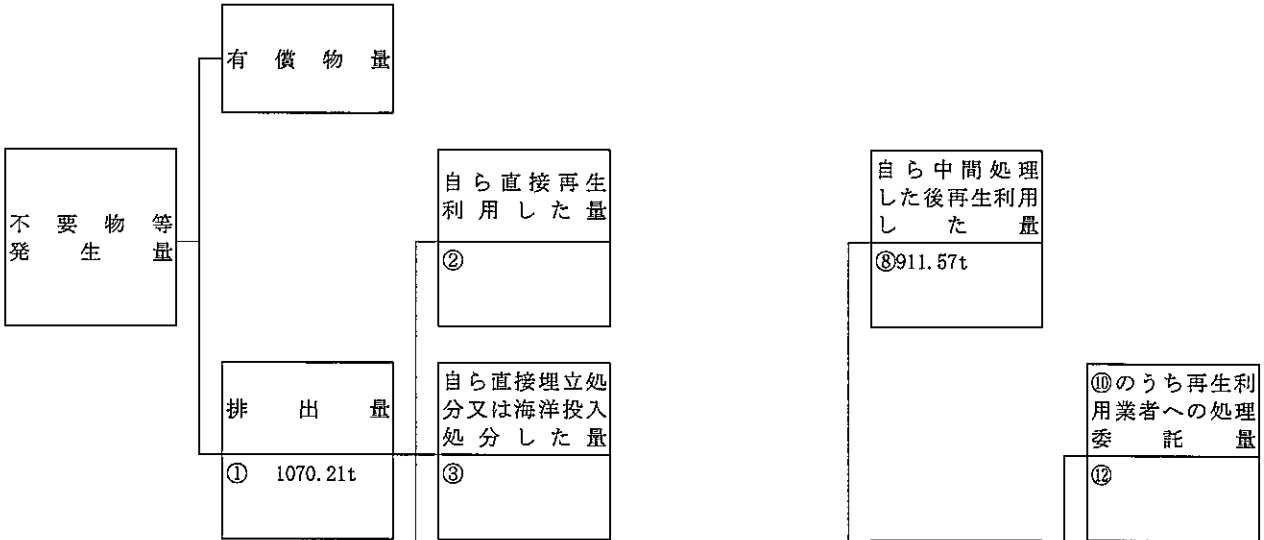 有償物量
不要物等
発生量
自ら直接再生
利用した量
②
自ら中間処理
した後再生利用
した量
⑧911.57t
排出量
① 1070.21t
自ら直接埋立処
分又は海洋投入
処分した量
③
⑩のうち再生利
用業者への処理
委託量
⑫